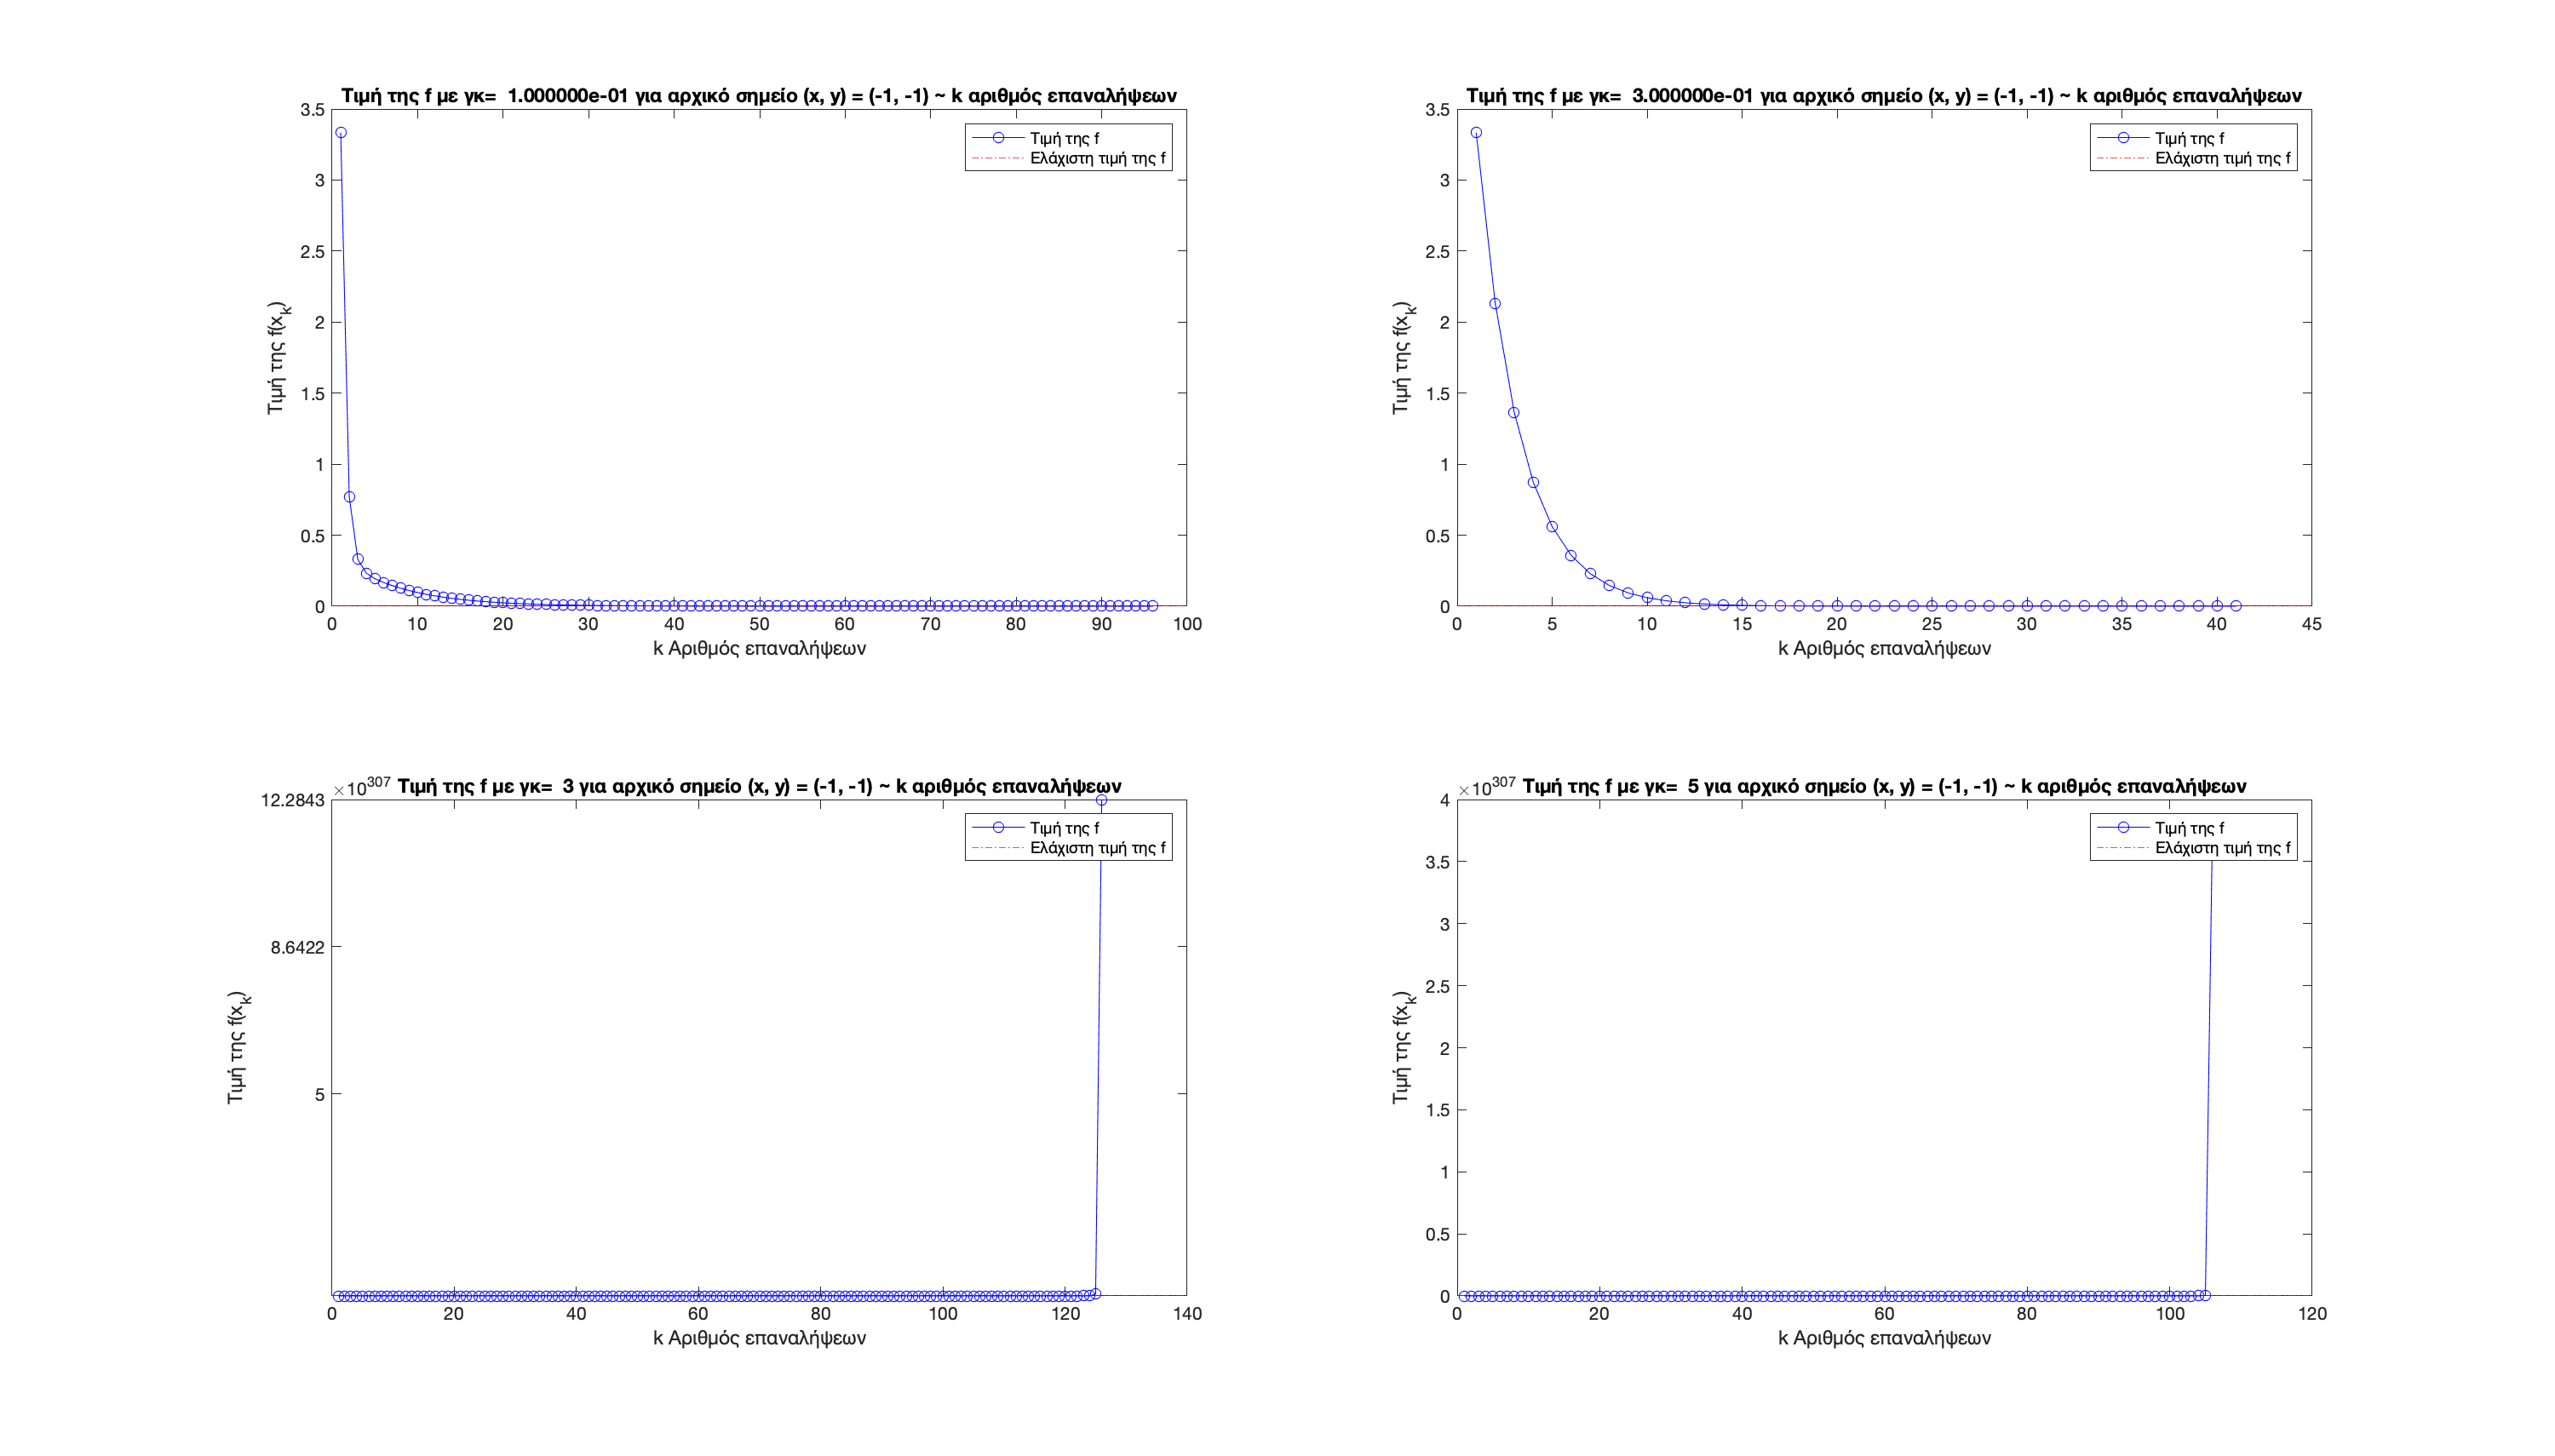 Τιμή της f με γκ= 1.000000e-01 για αρχικό σημείο (x, y) = (-1, -1) ~ k αριθμός επαναλήψεων
3.5
3
2.5
2
1.5
1
0.5
0
Τιμή της f(x_k)
Τιμή της f
Ελάχιστη τιμή της f
0 10 20 30 40 50 60 70 80 90 100
k Αριθμός επαναλήψεων
Τιμή της f με γκ= 3.000000e-01 για αρχικό σημείο (x, y) = (-1, -1) ~ k αριθμός επαναλήψεων
3.5
3
2.5
2
1.5
1
0.5
0
Τιμή της f(x_k)
Τιμή της f
Ελάχιστη τιμή της f
0 5 10 15 20 25 30 35 40 45
k Αριθμός επαναλήψεων
×10^307 Τιμή της f με γκ= 3 για αρχικό σημείο (x, y) = (-1, -1) ~ k αριθμός επαναλήψεων
12.2843
8.6422
5
Τιμή της f(x_k)
Τιμή της f
Ελάχιστη τιμή της f
0 20 40 60 80 100 120 140
k Αριθμός επαναλήψεων
×10^307 Τιμή της f με γκ= 5 για αρχικό σημείο (x, y) = (-1, -1) ~ k αριθμός επαναλήψεων
4
3.5
3
2.5
2
1.5
1
0.5
0
Τιμή της f(x_k)
Τιμή της f
Ελάχιστη τιμή της f
0 20 40 60 80 100 120
k Αριθμός επαναλήψεων